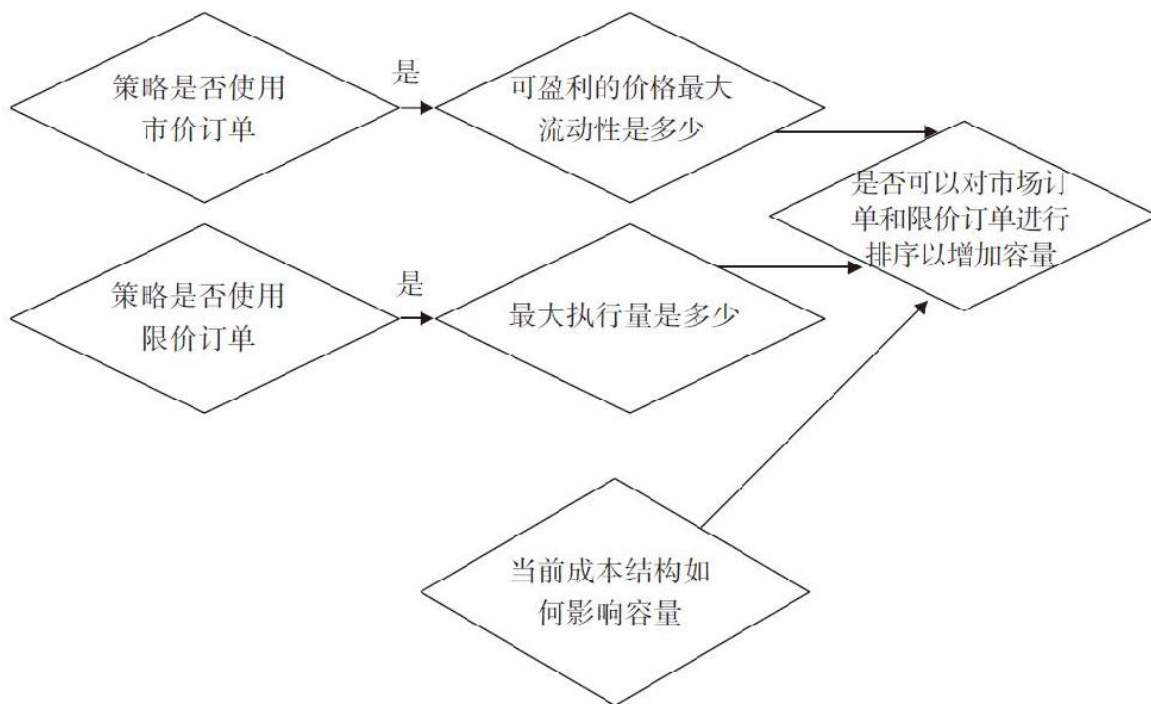 策略是否使用
市价订单
是
可盈利的价格最大
流动性是多少
是否可以对市场订
单和限价订单进行
排序以增加容量
策略是否使用
限价订单
是
最大执行量是多少
当前成本结构如
何影响容量